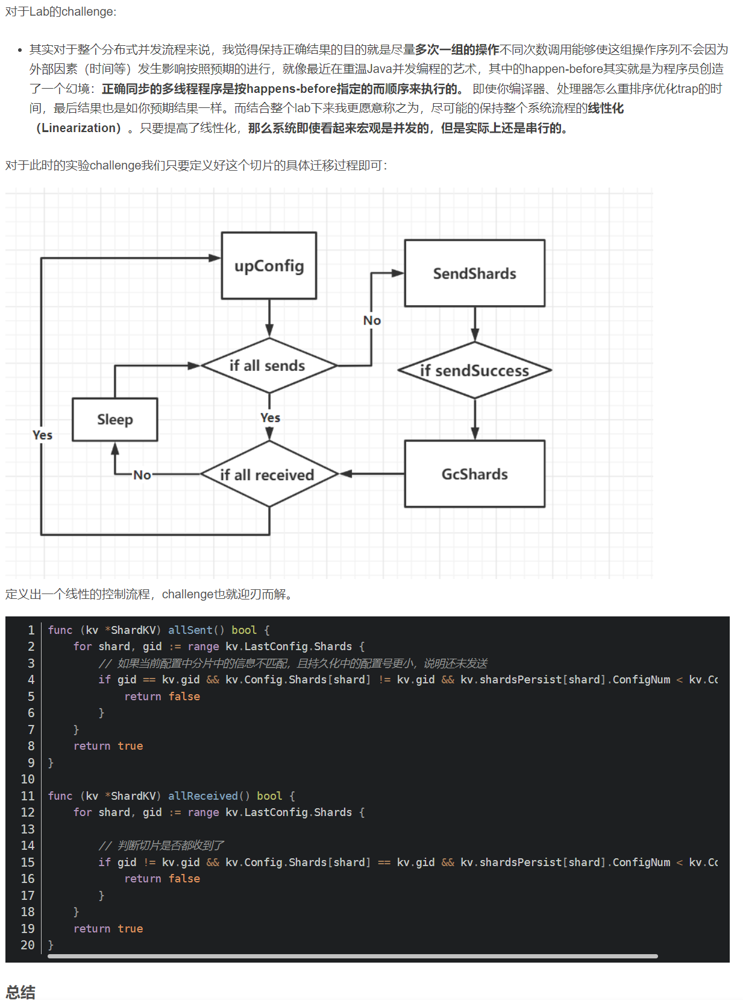 对于Lab的challenge:
• 其实对于整个分布式并发流程来说，我觉得保持正确结果的目的就是尽量多次一组的操作不同次数调用能够使这组操作序列不会因为
外部因素（时间等）发生影响按照预期的进行，就像最近在重温Java并发编程的艺术，其中的happen-before其实就是为程序员创造
了一个幻境：正确同步的多线程程序是按happens-before指定的而顺序来执行的。 即使你编译器、处理器怎么重排序优化trap的时
间，最后结果也是如你预期结果一样。而结合整个lab下来我更愿意称之为，尽可能的保持整个系统流程的线性化
（Linearization）。只要提高了线性化，那么系统即使看起来宏观是并发的，但是实际上还是串行的。
对于此时的实验challenge我们只要定义好这个切片的具体迁移过程即可：
upConfig
SendShards
No
if all sends
if sendSuccess
Sleep
Yes
Yes
if all received
No
GcShards
定义出一个线性的控制流程，challenge也就迎刃而解。
1 func (kv *ShardKV) allSent() bool {
2 for shard, gid := range kv.LastConfig.Shards {
3 // 如果当前配置中分片中的信息不匹配，且持久化中的配置号更小，说明还未发送
4 if gid == kv.gid && kv.Config.Shards[shard] != kv.gid && kv.shardsPersist[shard].ConfigNum < kv.Co
5 return false
6 }
7 }
8 return true
9 }
10
11 func (kv *ShardKV) allReceived() bool {
12 for shard, gid := range kv.LastConfig.Shards {
13
14 // 判断切片是否都收到了
15 if gid != kv.gid && kv.Config.Shards[shard] == kv.gid && kv.shardsPersist[shard].ConfigNum < kv.Co
16 return false
17 }
18 }
19 return true
20 }
总结